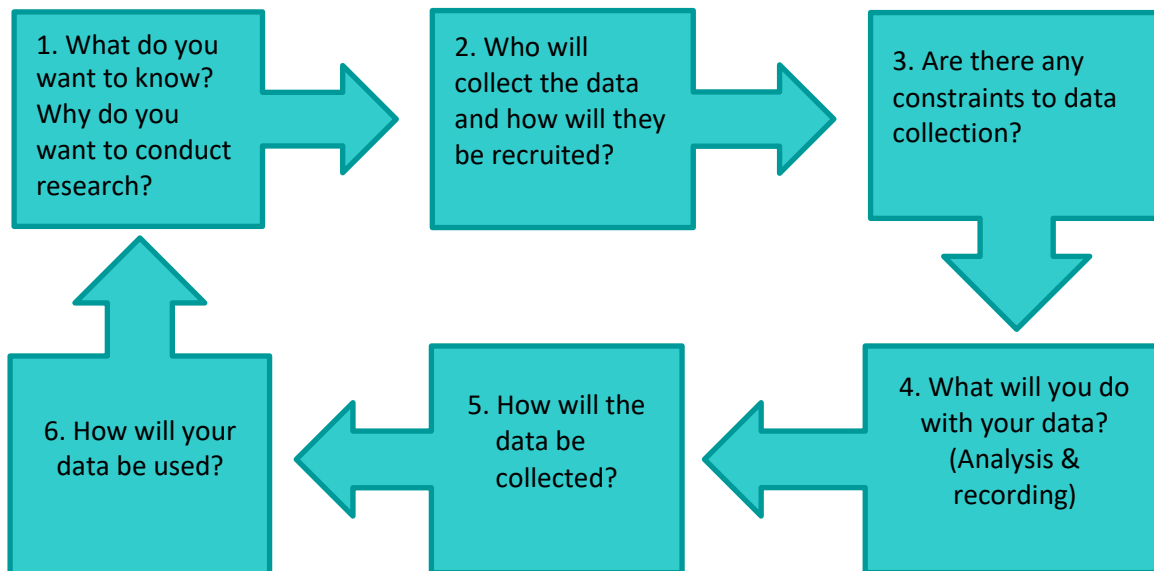 1. What do you
want to know?
Why do you
want to conduct
research?
2. Who will
collect the data
and how will they
be recruited?
3. Are there any
constraints to data
collection?
4. What will you do
with your data?
(Analysis &
recording)
5. How will the
data be
collected?
6. How will your
data be used?